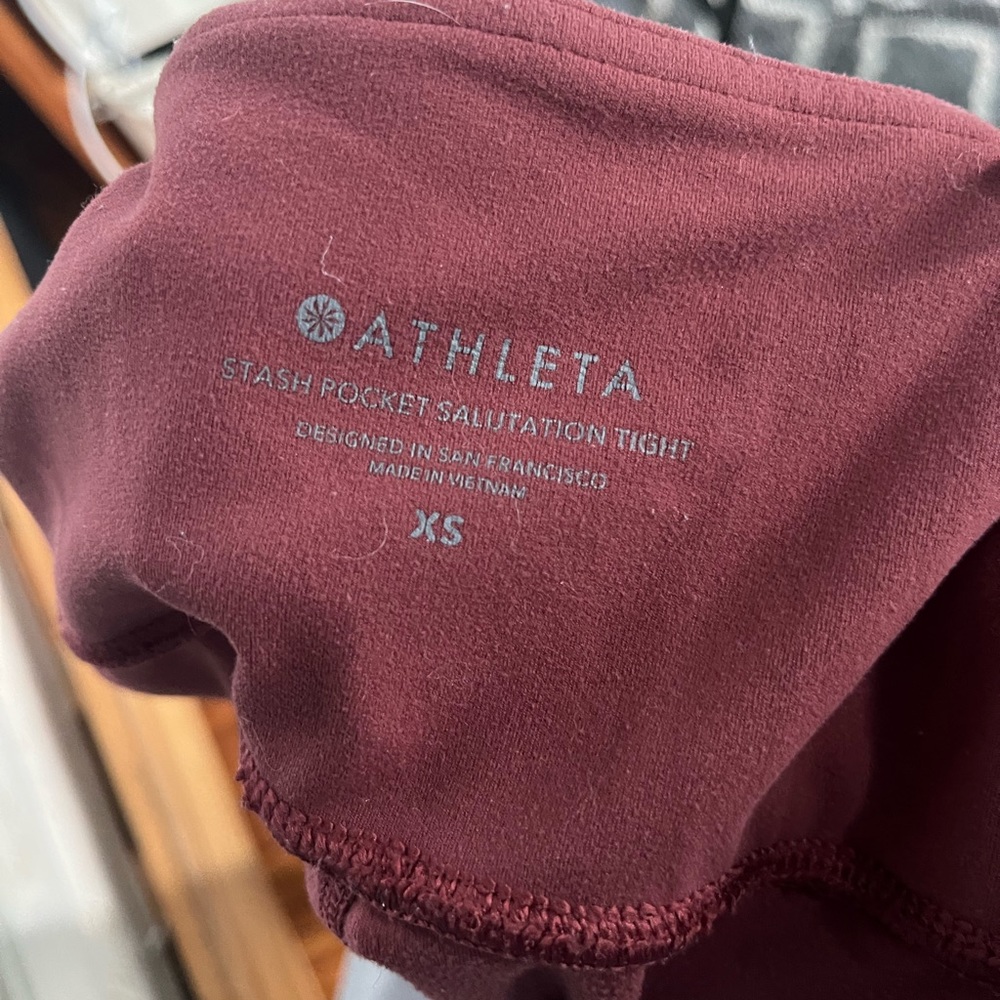 ATHLETA
STASH POCKET SALUTATION TIGHT
DESIGNED IN SAN FRANCISCO
MADE IN VIETNAM
XS